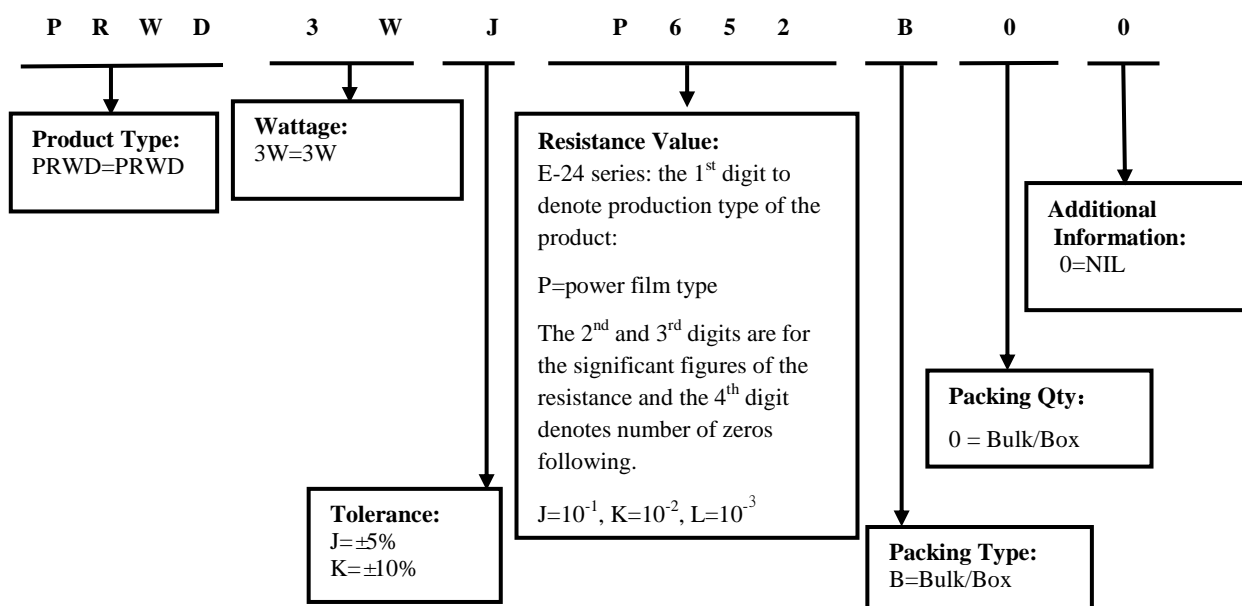 P R W D 3 W J P 6 5 2 B 0 0
Product Type:
PRWD=PRWD
Wattage:
3W=3W
Resistance Value:
E-24 series: the 1st digit to
denote production type of the
product:
P=power film type
The 2nd and 3rd digits are for
the significant figures of the
resistance and the 4th digit
denotes number of zeros
following.
J=10-1, K=10-2, L=10-3
Additional
Information:
0=NIL
Packing Qty：
0 = Bulk/Box
Tolerance:
J=±5%
K=±10%
Packing Type:
B=Bulk/Box